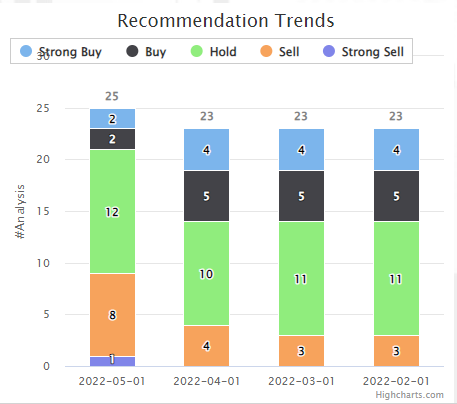 Recommendation Trends
Strong Buy Buy Hold Sell Strong Sell
30
25
20
15
10
5
0
#Analysis
25 23 23 23
2 4 4 4
2 5 5 5
12 10 11 11
8 4 3 3
1
2022-05-01 2022-04-01 2022-03-01 2022-02-01
Highcharts.com